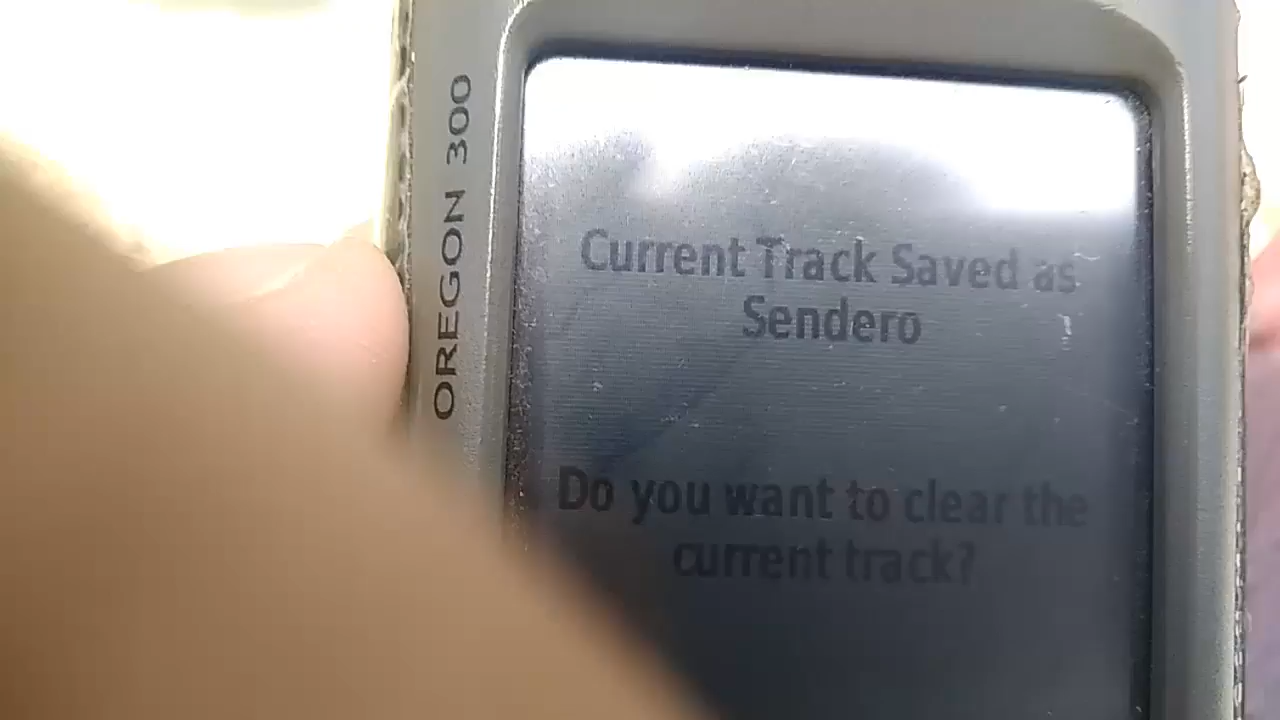 OREGON 300
Current Track Saved as
Sendero
Do you want to clear the
current track?